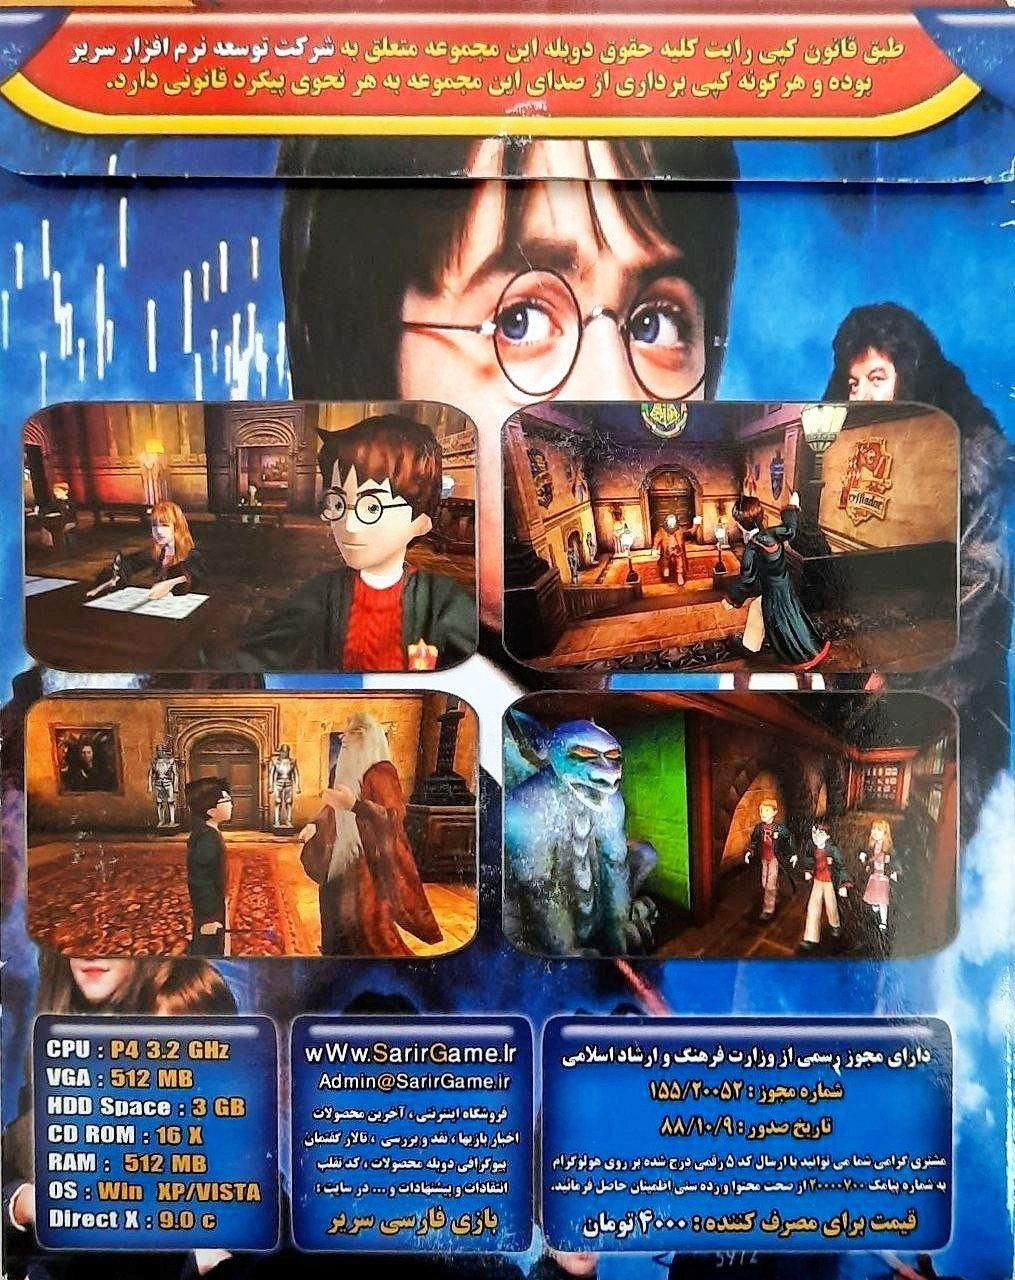 طبق قانون کپی رایت کلیه حقوق دوبله این مجموعه متعلق به شرکت توسعه نرم افزار سریر
بوده و هرگونه کپی برداری از صدای این مجموعه به هر نحوی پیگرد قانونی دارد.
CPU : P4 3.2 GHz
VGA : 512 MB
HDD Space : 3 GB
CD ROM : 16 X
RAM : 512 MB
OS : Win XP/VISTA
Direct X : 9.0 c
wWw.SarirGame.Ir
Admin@SarirGame.ir
فروشگاه اینترنتی ، آخرین محصولات
اخبار بازیها ، نقد و بررسی ، تالار گفتمان
بیوگرافی دوبله محصولات ، کد تقلب
انتقادات و پیشنهادات و ... در سایت :
بازی فارسی سریر
دارای مجوز رسمی از وزارت فرهنگ و ارشاد اسلامی
شماره مجوز : ۱۵۵/۲۰۰۵۲
تاریخ صدور : ۸۸/۱۰/۹
مشتری گرامی شما می توانید با ارسال کد ۵ رقمی درج شده بر روی هولوگرام
به شماره پیامک ۲۰۰۰۰۷۰۰ از صحت محتوا و رده سنی اطمینان حاصل فرمائید.
قیمت برای مصرف کننده : ۴۰۰۰ تومان